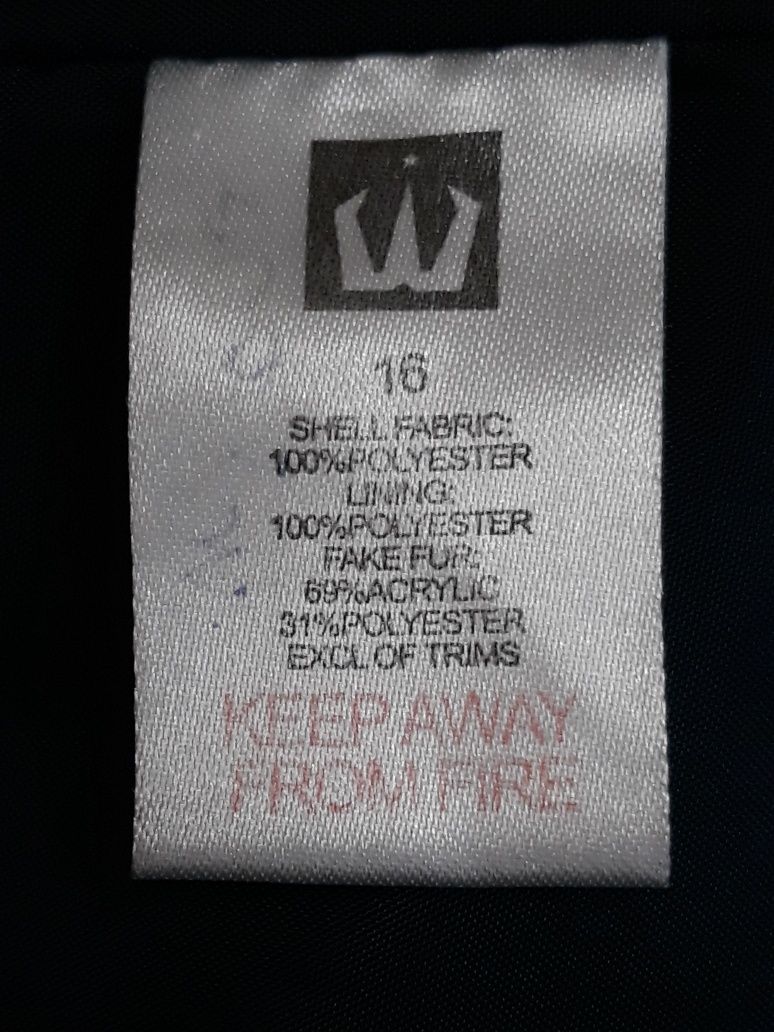 W
16
SHELL FABRIC:
100%POLYESTER
LINING:
100%POLYESTER
FAKE FUR:
69%ACRYLIC
31%POLYESTER
EXCL OF TRIMS
KEEP AWAY
FROM FIRE